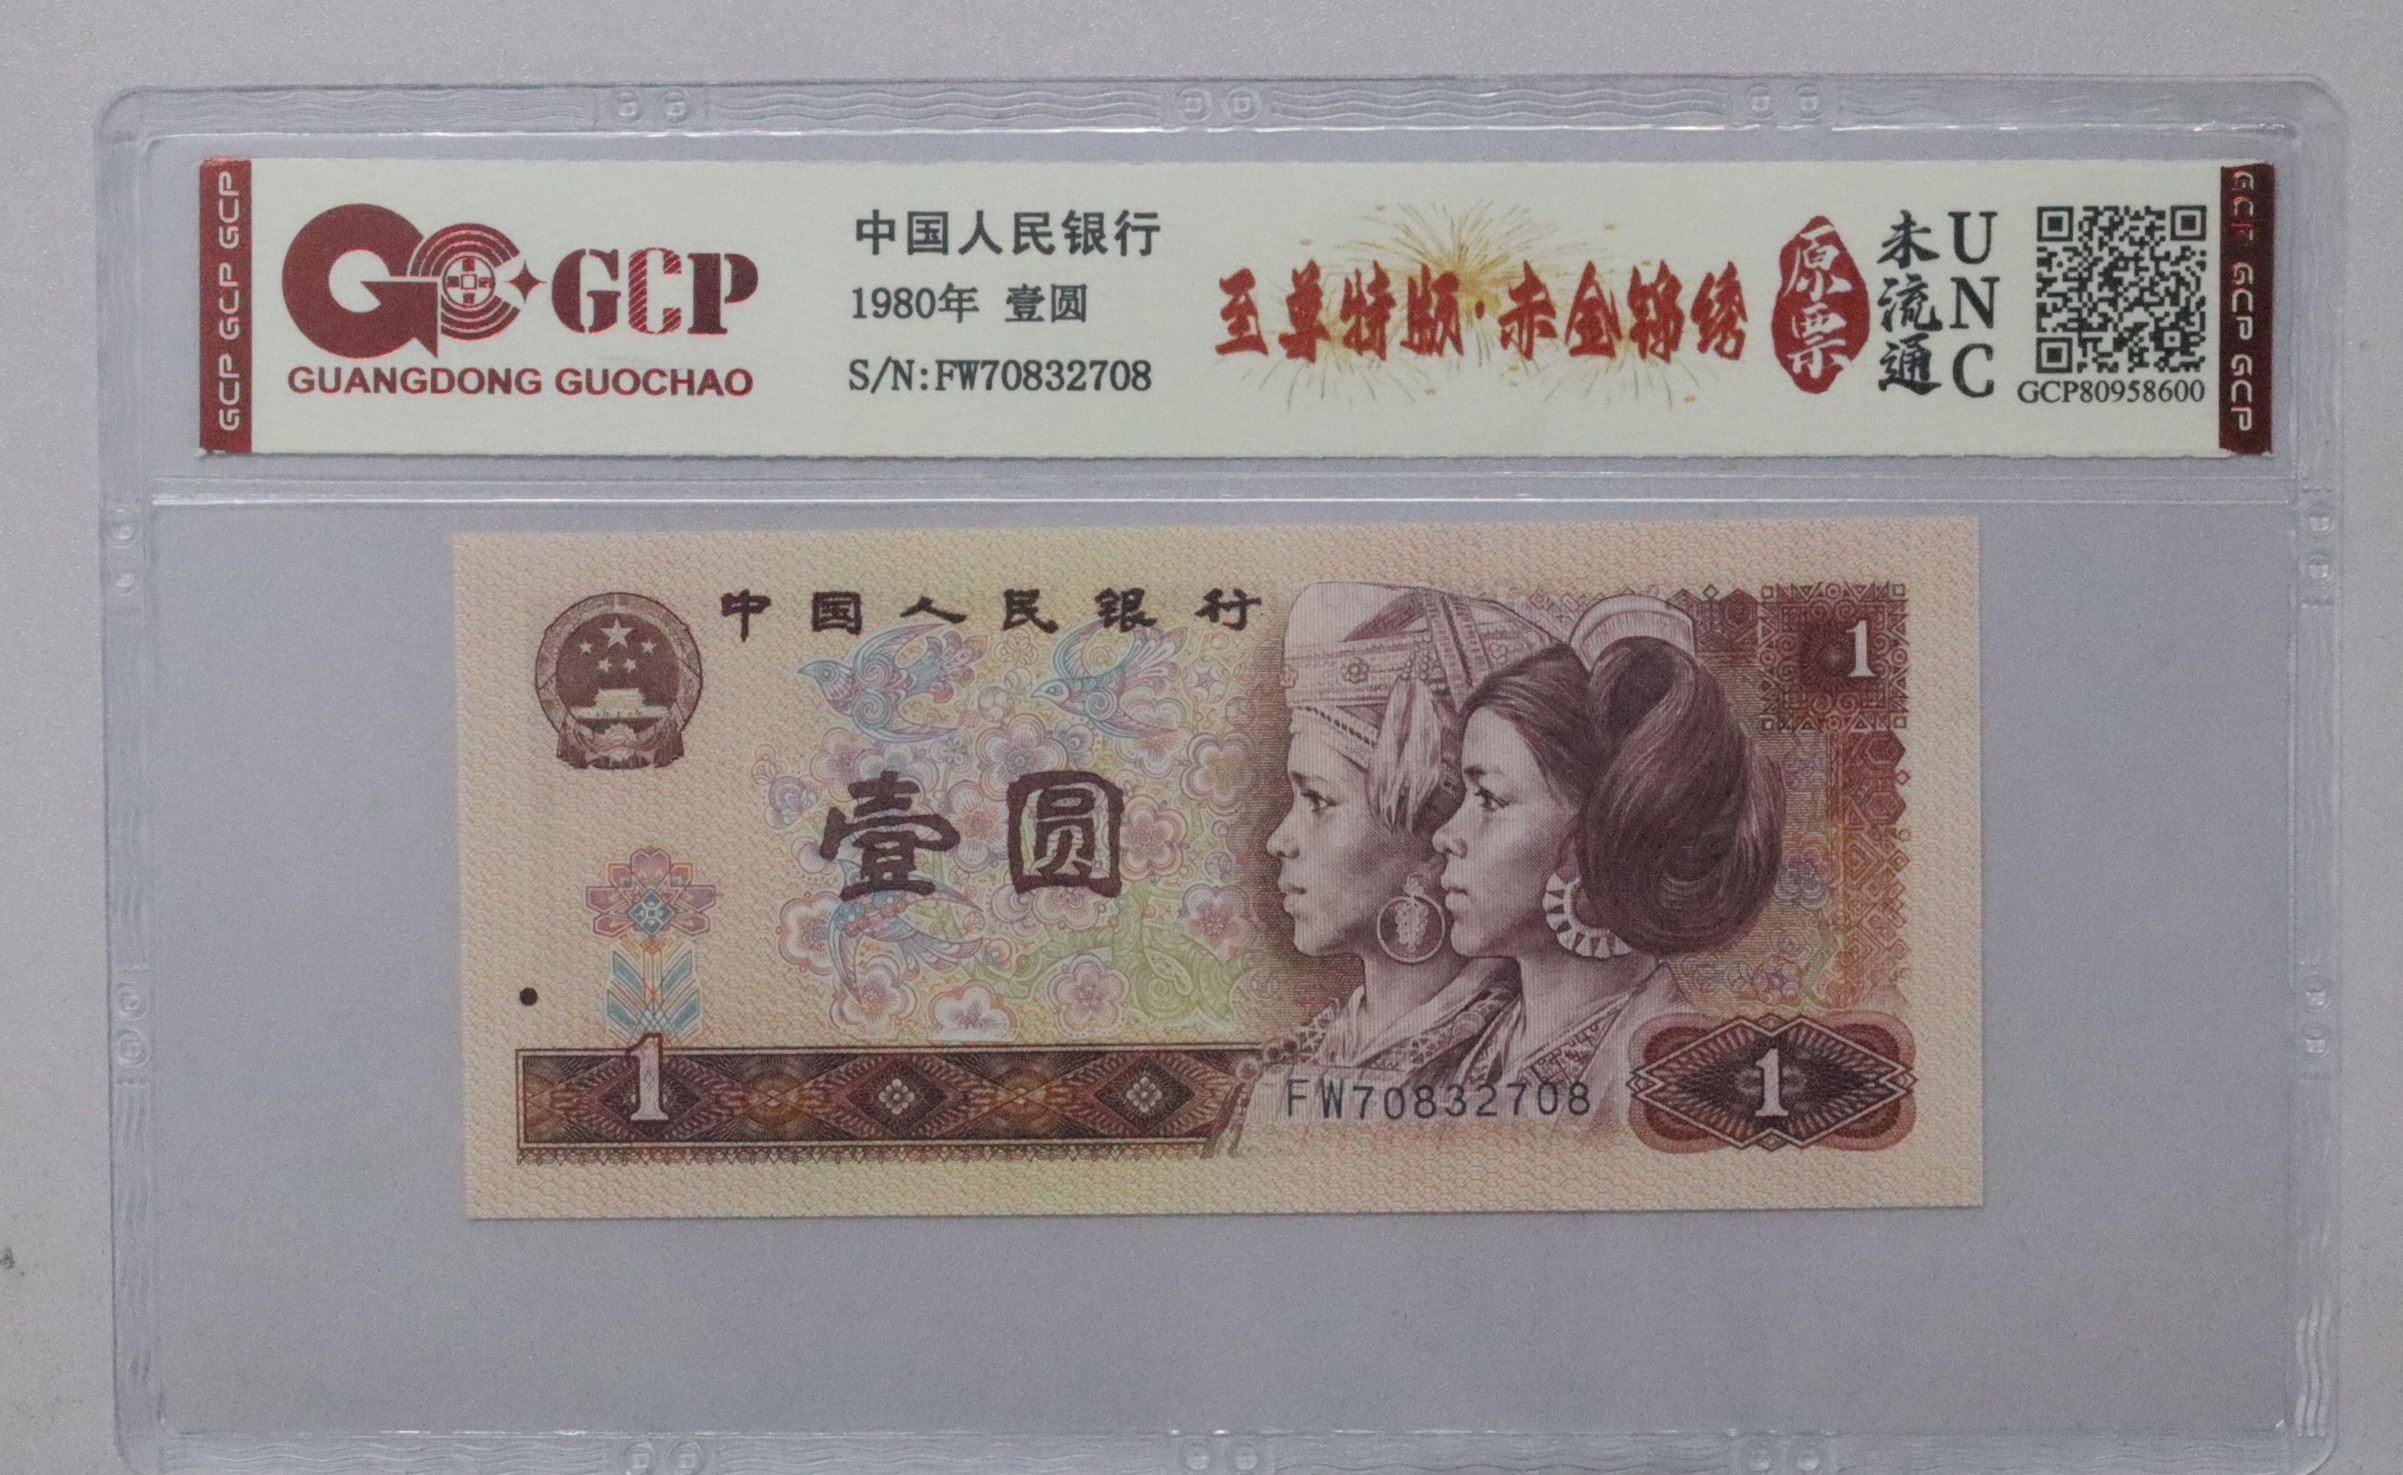 GCP GCP GCP
GCP
GUANGDONG GUOCHAO
中国人民银行
1980年 壹圆
S/N:FW70832708
至尊特版·赤金锦绣
原票
未流通
UNC
GCP80958600
GCP GCP GCP
中国人民银行
1
壹圆
1
FW70832708
1